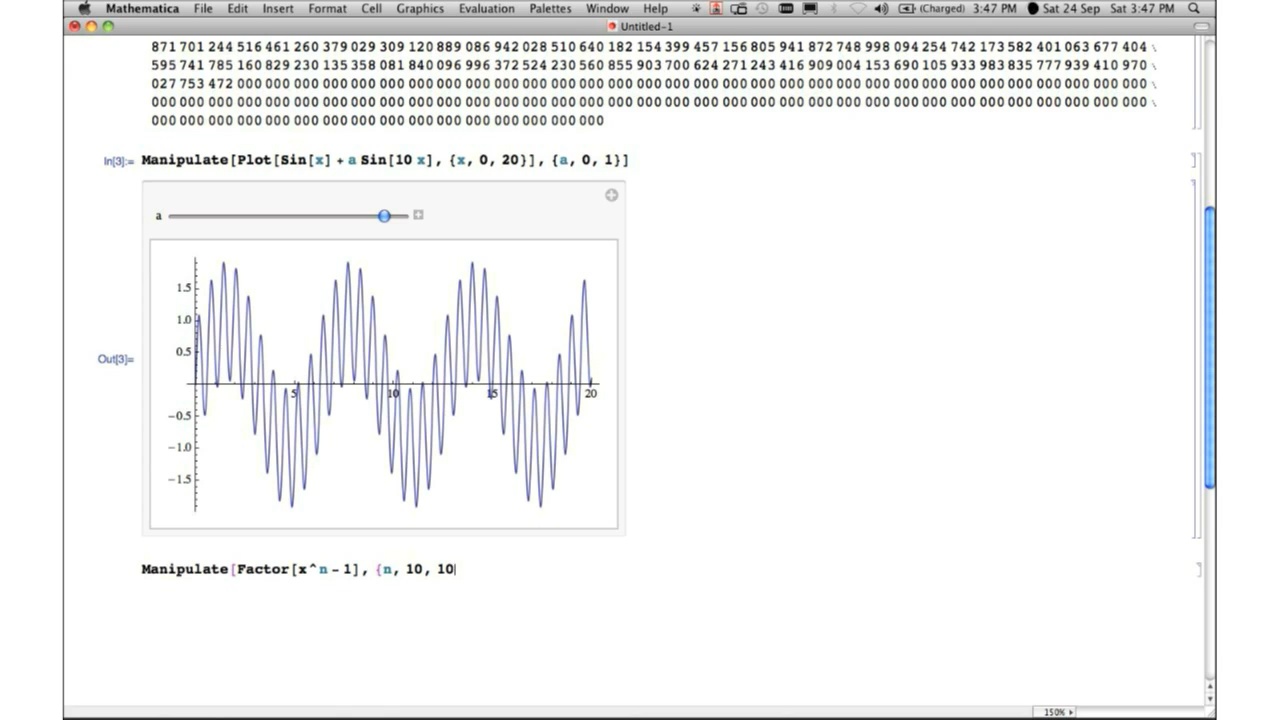 Mathematica File Edit Insert Format Cell Graphics Evaluation Palettes Window Help (Charged) 3:47 PM Sat 24 Sep Sat 3:47 PM
Untitled-1
871 701 244 516 461 260 379 029 309 120 889 086 942 028 510 640 182 154 399 457 156 805 941 872 748 998 094 254 742 173 582 401 063 677 404 \
595 741 785 160 829 230 135 358 081 840 096 996 372 524 230 560 855 903 700 624 271 243 416 909 004 153 690 105 933 983 835 777 939 410 970
027 753 472 000 000 000 000 000 000 000 000 000 000 000 000 000 000 000 000 000 000 000 000 000 000 000 000 000 000 000 000 000 000 000 000 \
000 000 000 000 000 000 000 000 000 000 000 000 000 000 000 000 000 000 000 000 000 000 000 000 000 000 000 000 000 000 000 000 000 000 000 \
000 000 000 000 000 000 000 000 000 000 000 000 000 000 000 000
In[3]:= Manipulate[Plot[Sin[x] + a Sin[10 x], {x, 0, 20}], {a, 0, 1}]
a
1.5
1.0
0.5
5 10 15 20
Out[3]=
-0.5
-1.0
-1.5
Manipulate[Factor[x^n - 1], {n, 10, 10
150%